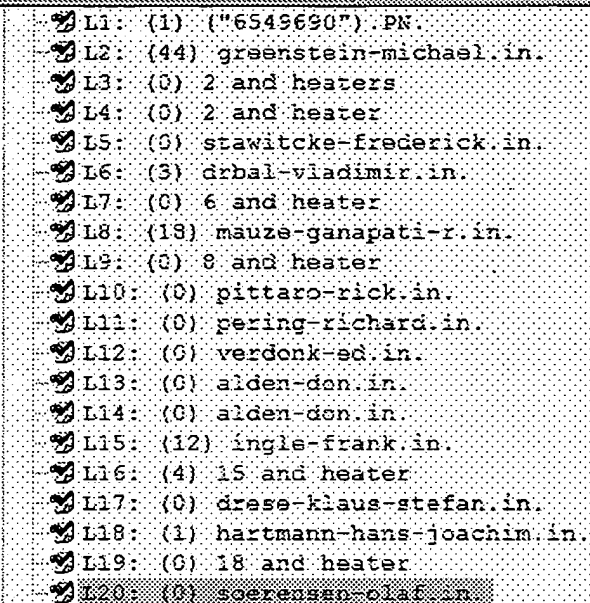 L1: (1) ("6549690").PN.
L2: (44) greenstein-michael.in.
L3: (0) 2 and heaters
L4: (0) 2 and heater
L5: (0) stawitcke-frederick.in.
L6: (3) drbal-vladimir.in.
L7: (0) 6 and heater
L8: (18) mauze-ganapati-r.in.
L9: (0) 8 and heater
L10: (0) pittaro-rick.in.
L11: (0) pering-richard.in.
L12: (0) verdonk-ed.in.
L13: (0) alden-don.in.
L14: (0) alden-don.in.
L15: (12) ingle-frank.in.
L16: (4) 15 and heater
L17: (0) drese-klaus-stefan.in.
L18: (1) hartmann-hans-joachim.in.
L19: (0) 18 and heater
L20: (0) soerensen-olaf.in.